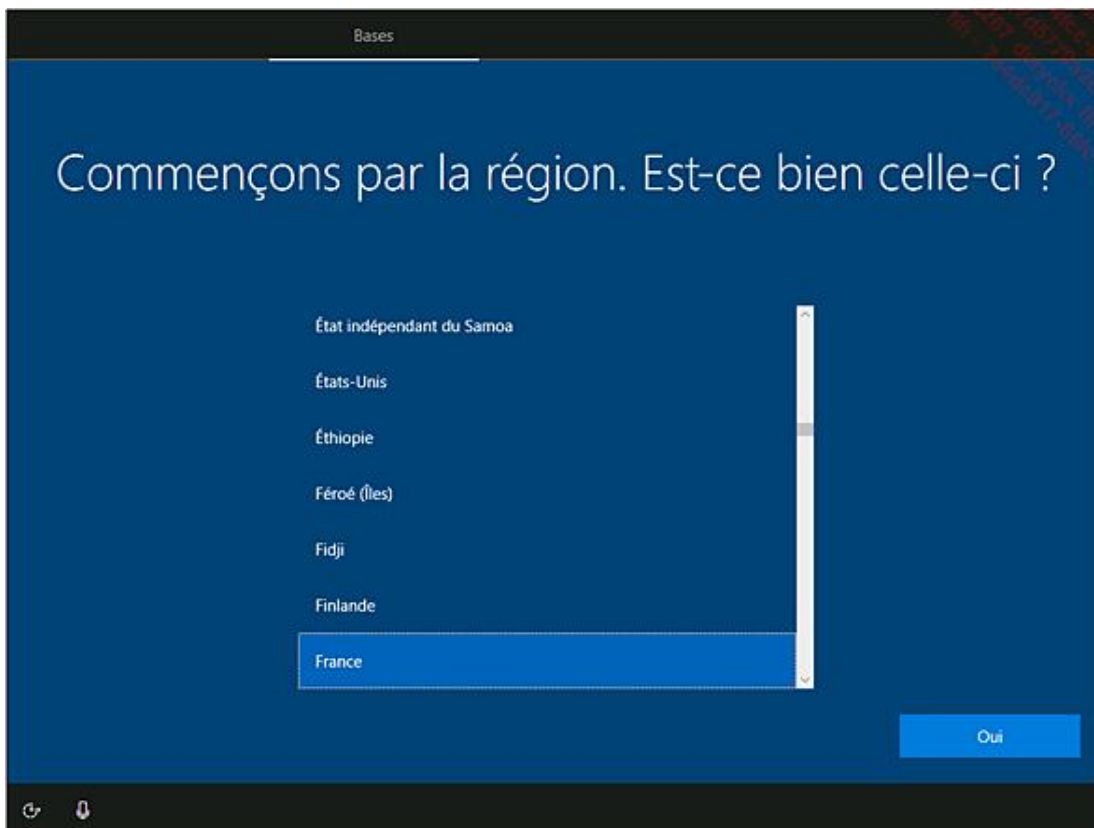 Bases
Commençons par la région. Est-ce bien celle-ci ?
État indépendant du Samoa
États-Unis
Éthiopie
Féroé (Îles)
Fidji
Finlande
France
Oui